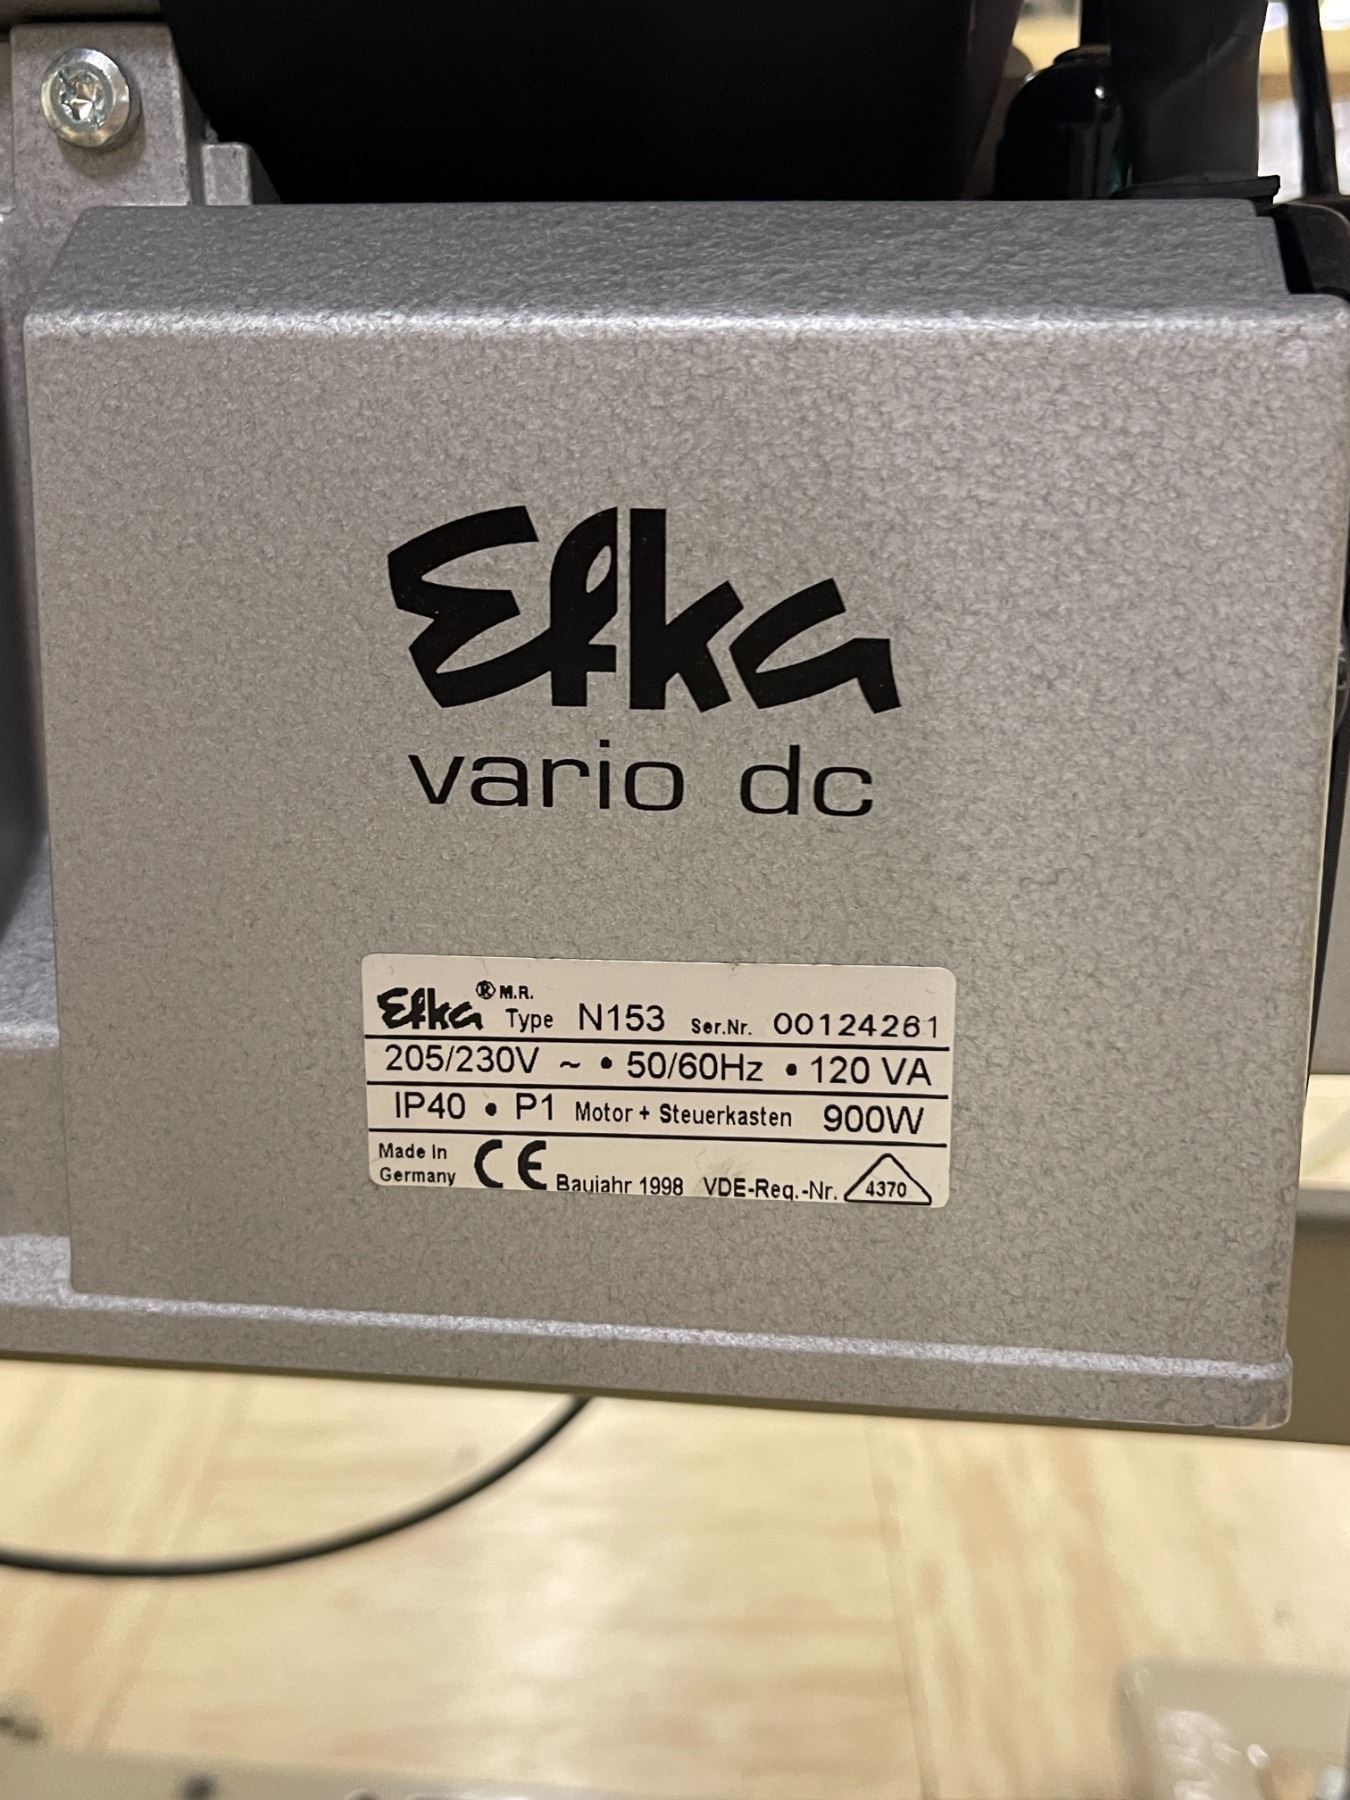 Efka
vario dc
Efka ® M.R. Type N153 Ser.Nr. 00124261
205/230V ~ • 50/60Hz • 120 VA
IP40 • P1 Motor + Steuerkasten 900W
Made In Germany CE Baujahr 1998 VDE-Reg.-Nr. 4370